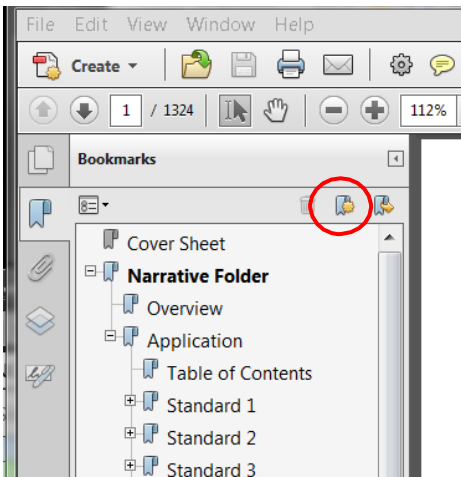 File Edit View Window Help
Create
1 / 1324 112%
Bookmarks
Cover Sheet
Narrative Folder
Overview
Application
Table of Contents
Standard 1
Standard 2
Standard 3